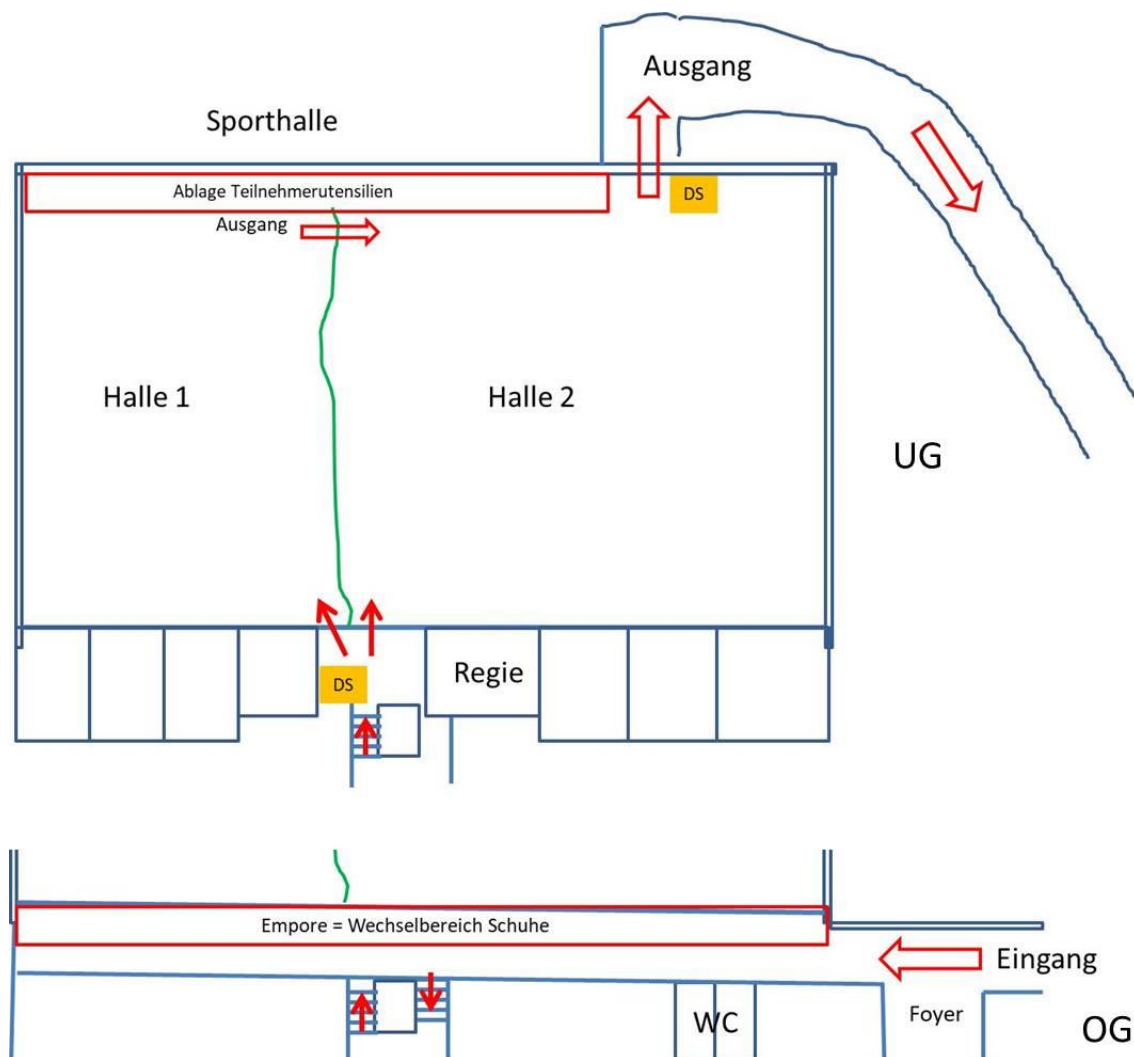 Ausgang
Sporthalle
Ablage Teilnehmerutensilien
DS
Ausgang
Halle 1
Halle 2
UG
Regie
DS
Empore = Wechselbereich Schuhe
Eingang
WC
Foyer
OG